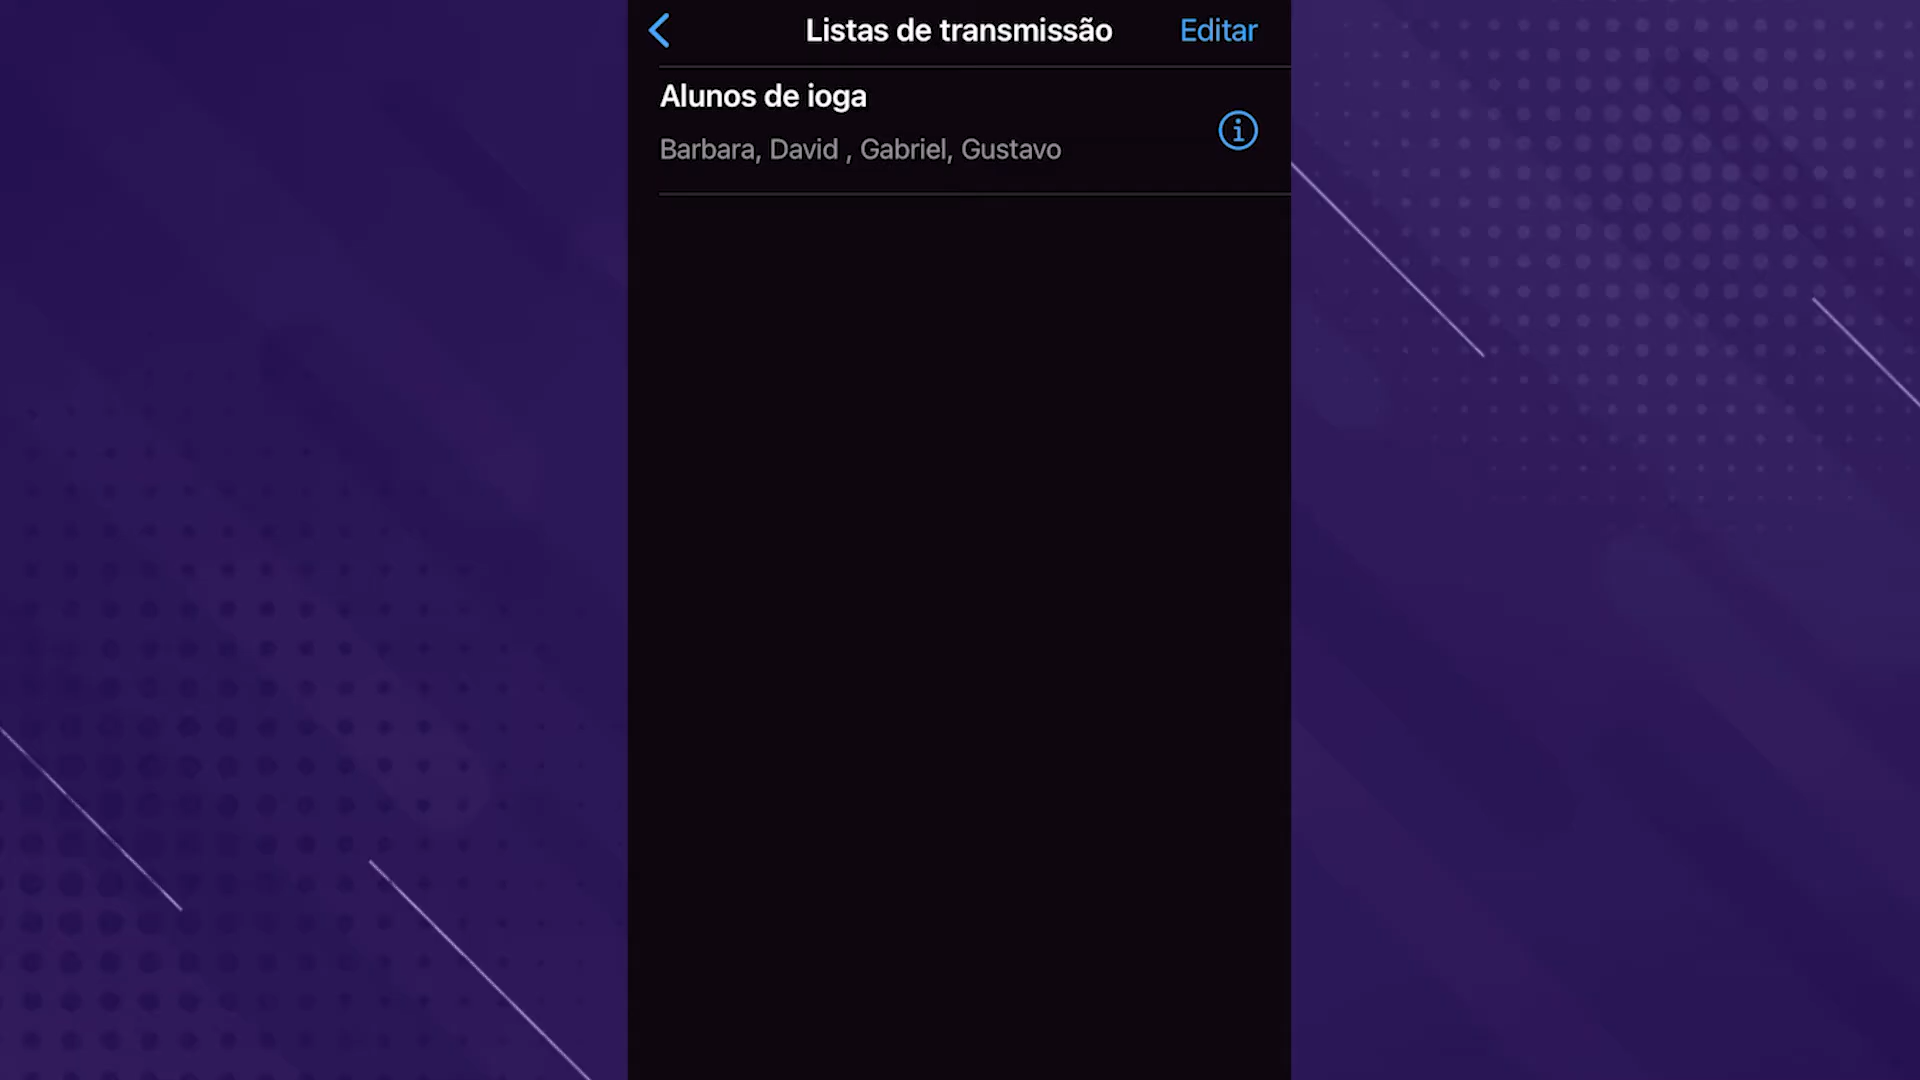 Listas de transmissão
Editar
Alunos de ioga
Barbara, David , Gabriel, Gustavo